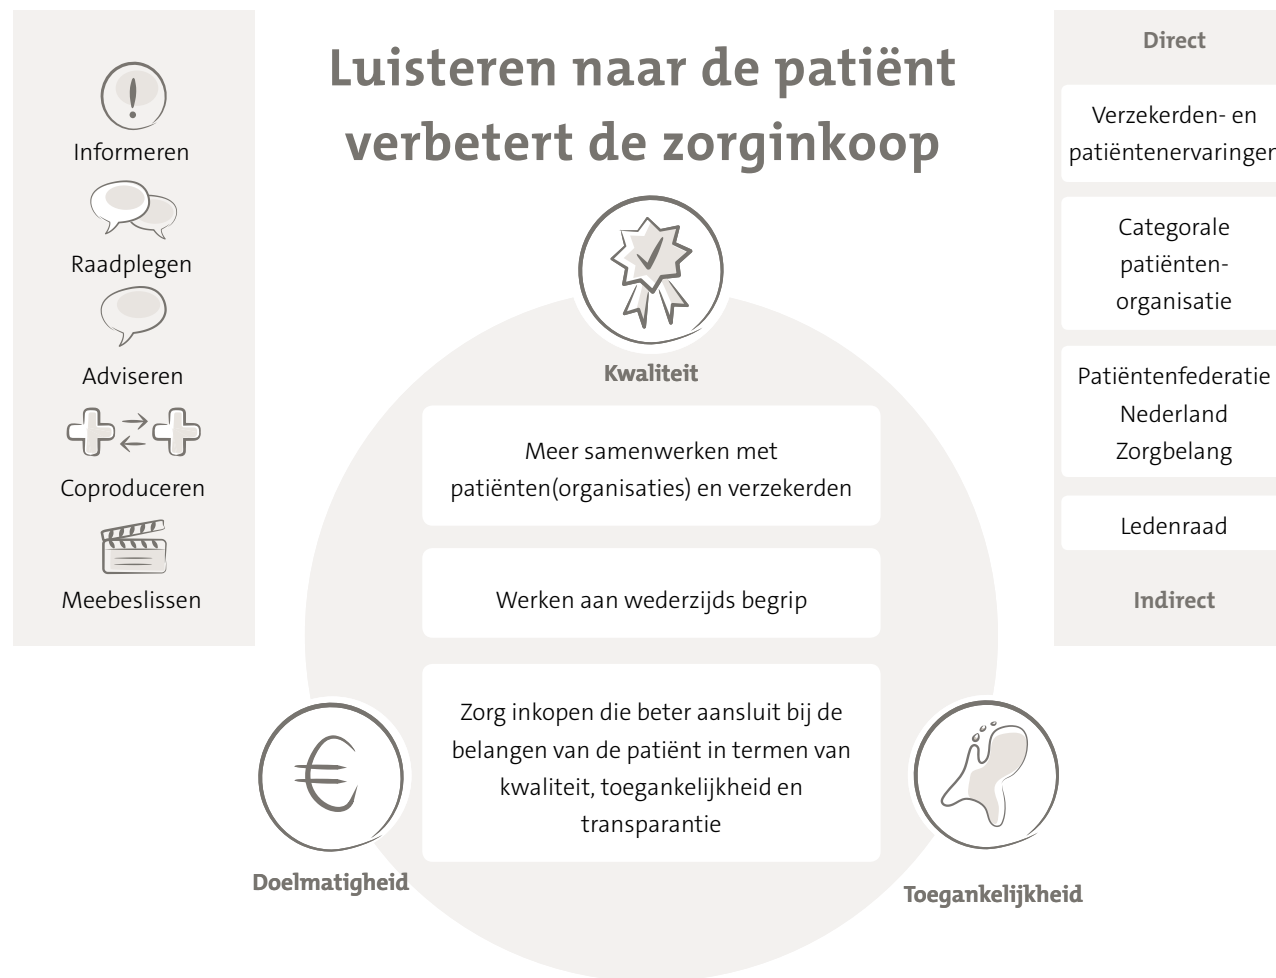 Luisteren naar de patiënt
verbetert de zorginkoop
Informeren
Raadplegen
Adviseren
Coproduceren
Meebeslissen
Kwaliteit
Meer samenwerken met
patiënten(organisaties) en verzekerden
Werken aan wederzijds begrip
Zorg inkopen die beter aansluit bij de
belangen van de patiënt in termen van
kwaliteit, toegankelijkheid en
transparantie
Doelmatigheid
Toegankelijkheid
Direct
Verzekerden- en
patiëntenervaringen
Categorale
patiënten-
organisatie
Patiëntenfederatie
Nederland
Zorgbelang
Ledenraad
Indirect